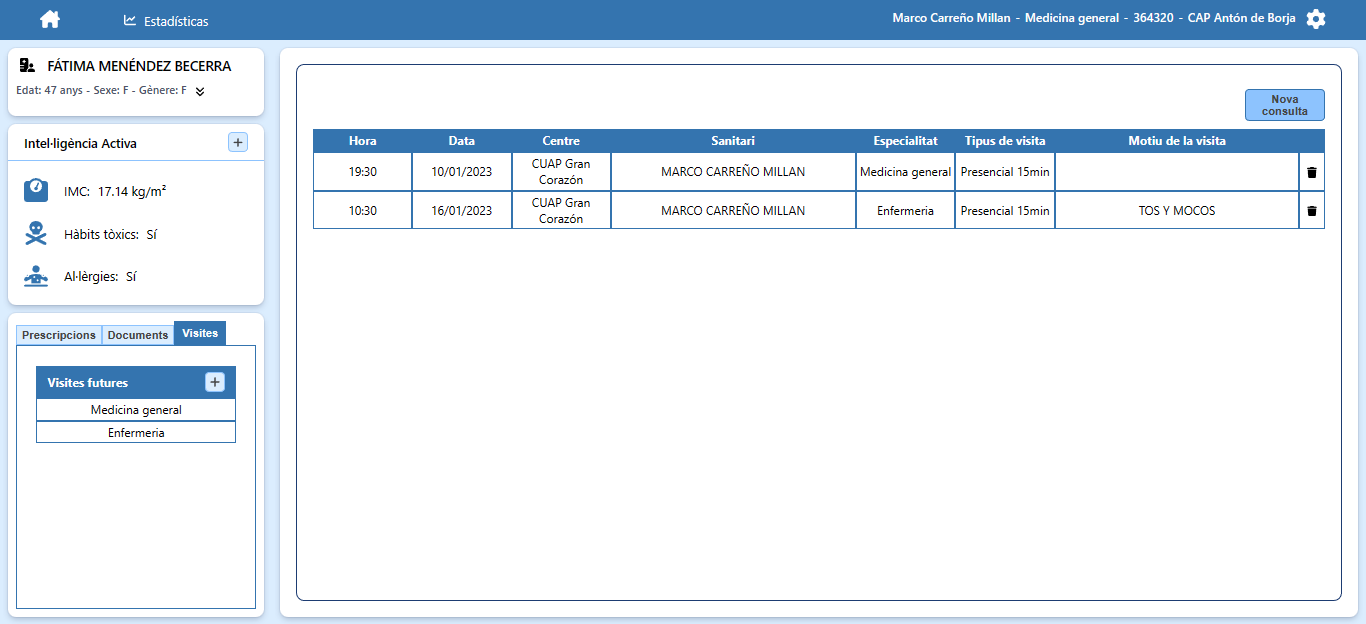 Estadísticas
Marco Carreño Millan - Medicina general - 364320 - CAP Antón de Borja
FÁTIMA MENÉNDEZ BECERRA
Edat: 47 anys - Sexe: F - Gènere: F
Intel·ligència Activa +
IMC: 17.14 kg/m²
Hàbits tòxics: Sí
Al·lèrgies: Sí
Prescripcions Documents Visites
Visites futures +
Medicina general
Enfermeria
Nova
consulta
Hora Data Centre Sanitari Especialitat Tipus de visita Motiu de la visita
19:30 10/01/2023 CUAP Gran Corazón MARCO CARREÑO MILLAN Medicina general Presencial 15min
10:30 16/01/2023 CUAP Gran Corazón MARCO CARREÑO MILLAN Enfermeria Presencial 15min TOS Y MOCOS